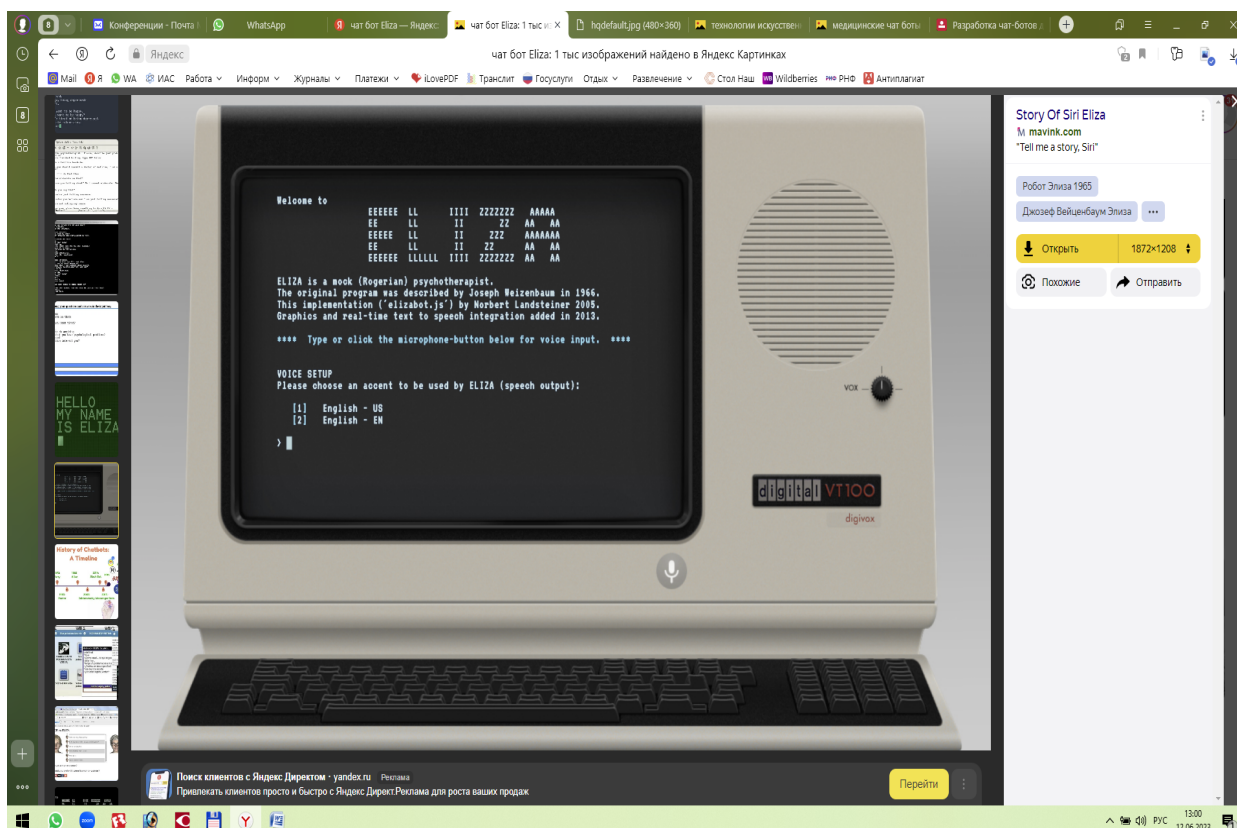 8
Конференции - Почта
WhatsApp
чат бот Eliza — Яндекс
чат бот Eliza: 1 тыс из
hqdefault.jpg (480×360)
технологии искусствен
медицинские чат боты
Разработка чат-ботов д
Яндекс
чат бот Eliza: 1 тыс изображений найдено в Яндекс Картинках
Mail
Я
WA
ИАС
Работа
Информ
Журналы
Платежи
iLovePDF
Транслит
Госуслуги
Отдых
Развлечение
Стол Наш
Wildberries
РНФ
Антиплагиат
8
HELLO
MY NAME
IS ELIZA
History of Chatbots:
A Timeline
Welcome to
EEEEEE LL IIII ZZZZZZZ AAAAA
EE LL II ZZ AA AA
EEEEE LL II ZZZ AAAAAAA
EE LL II ZZ AA AA
EEEEEE LLLLLL IIII ZZZZZZZ AA AA
ELIZA is a mock (Rogerian) psychotherapist.
The original program was described by Joseph Weizenbaum in 1966.
This implementation ('elizabot.js') by Norbert Landsteiner 2005.
Graphics and real-time text to speech integration added in 2013.
**** Type or click the microphone-button below for voice input. ****
VOICE SETUP
Please choose an accent to be used by ELIZA (speech output):
[1] English - US
[2] English - EN
>
VOX
digital VT100
digivox
Story Of Siri Eliza
mavink.com
"Tell me a story, Siri"
Робот Элиза 1965
Джозеф Вейценбаум Элиза
Открыть 1872×1208
Похожие
Отправить
Поиск клиентов с Яндекс Директом · yandex.ru Реклама
Привлекать клиентов просто и быстро с Яндекс Директ.Реклама для роста ваших продаж
Перейти
zoom
РУС
13:00
12.06.2023